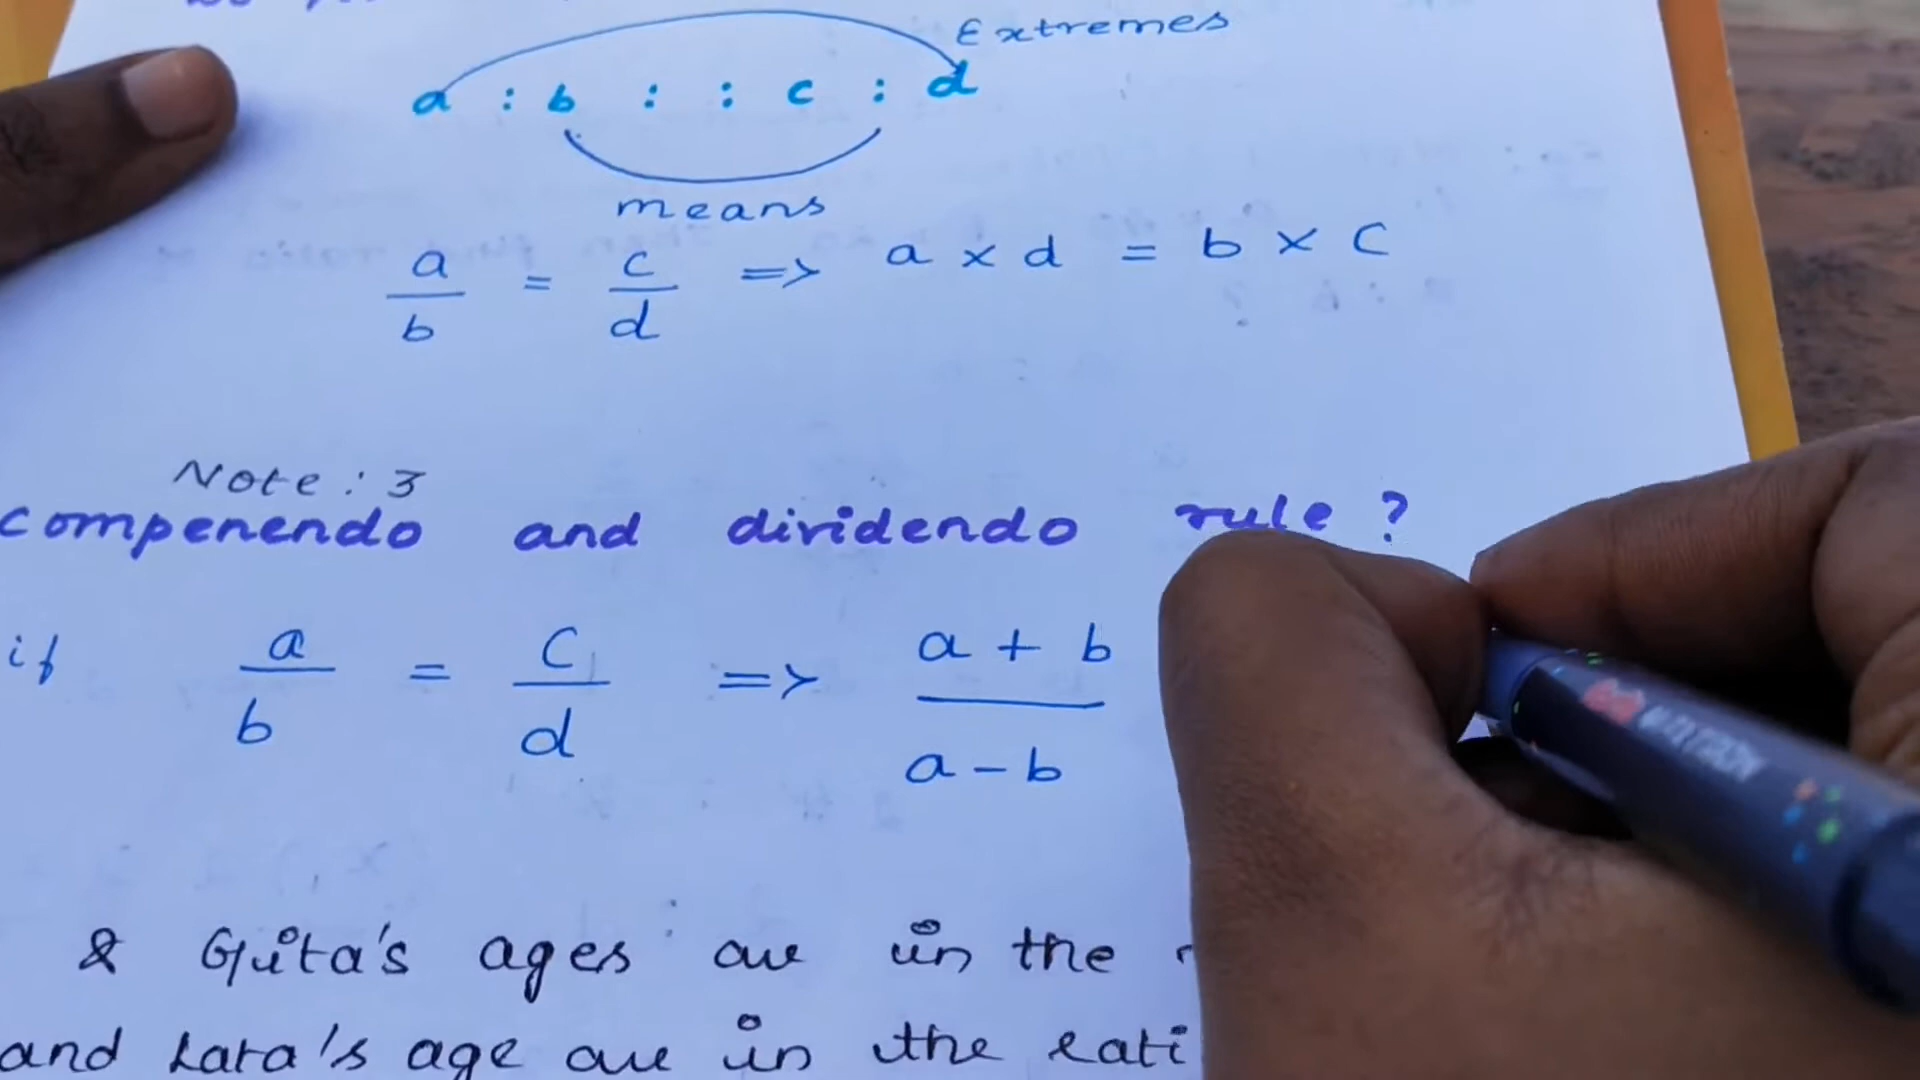 Extremes
a : b : : c : d
means
a/b = c/d => a x d = b x c
Note : 3
compenendo and dividendo rule ?
if a/b = c/d => a + b/a - b
& Gita's ages are in the
and Lara's age are in the rati